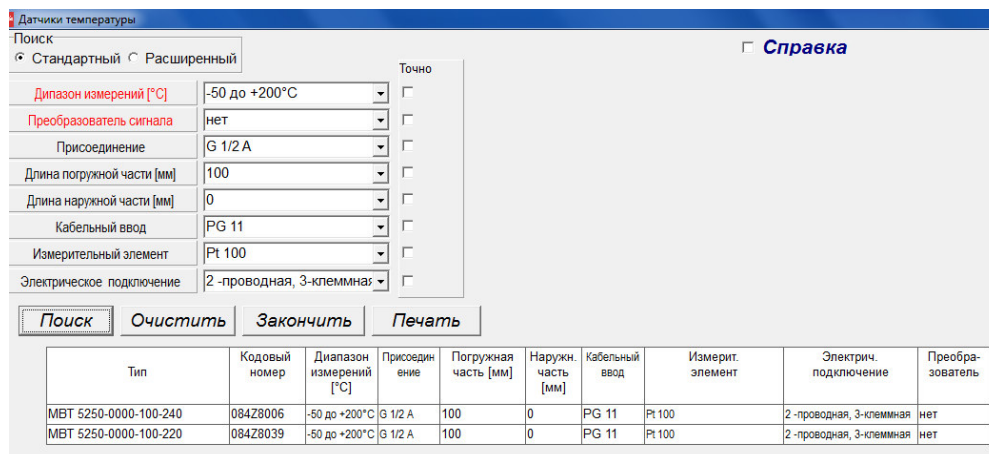 Датчики температуры
Поиск
Стандартный Расширенный
Справка
Точно
Дипазон измерений [°C] -50 до +200°C
Преобразователь сигнала нет
Присоединение G 1/2 A
Длина погружной части [мм] 100
Длина наружной части [мм] 0
Кабельный ввод PG 11
Измерительный элемент Pt 100
Электрическое подключение 2 -проводная, 3-клеммная
Поиск Очистить Закончить Печать
Тип Кодовый номер Диапазон измерений [°C] Присоединение Погружная часть [мм] Наружн. часть [мм] Кабельный ввод Измерит. элемент Электрич. подключение Преобра-зователь
МВТ 5250-0000-100-240 084Z8006 -50 до +200°C G 1/2 A 100 0 PG 11 Pt 100 2 -проводная, 3-клеммная нет
МВТ 5250-0000-100-220 084Z8039 -50 до +200°C G 1/2 A 100 0 PG 11 Pt 100 2 -проводная, 3-клеммная нет